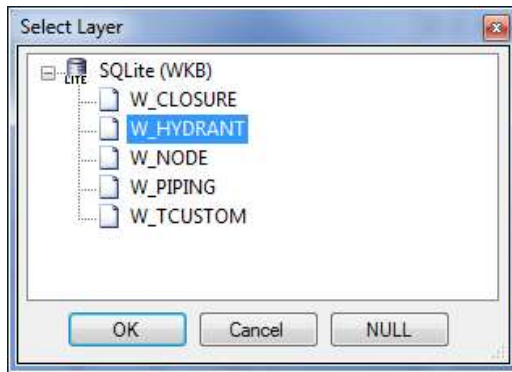 Select Layer
LITE SQLite (WKB)
W_CLOSURE
W_HYDRANT
W_NODE
W_PIPING
W_TCUSTOM
OK Cancel NULL